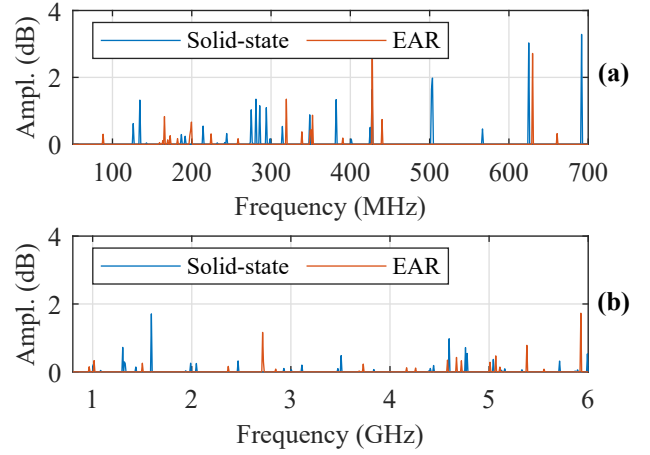 Ampl. (dB)
4
2
0
Solid-state
EAR
(a)
100 200 300 400 500 600 700
Frequency (MHz)
Ampl. (dB)
4
2
0
Solid-state
EAR
(b)
1 2 3 4 5 6
Frequency (GHz)